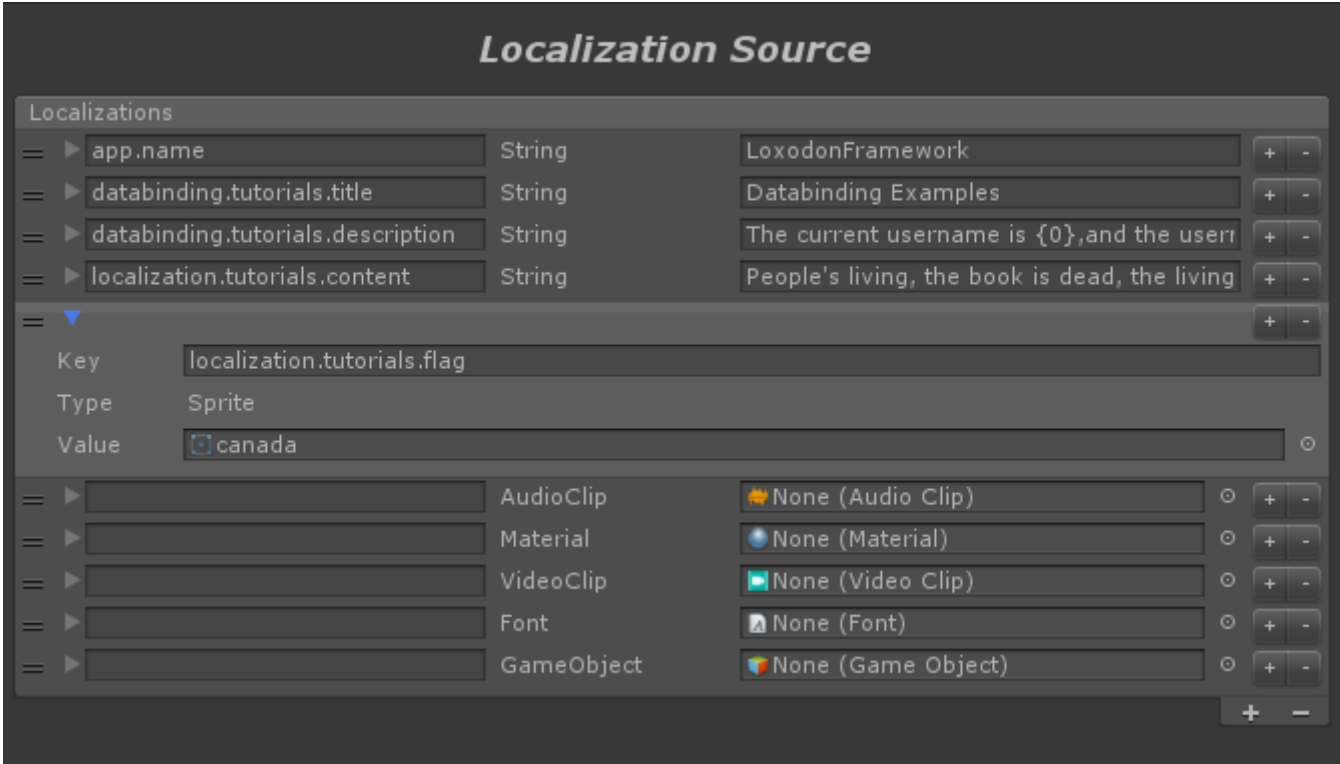 Localization Source
Localizations
app.name String LoxodonFramework + -
databinding.tutorials.title String Databinding Examples + -
databinding.tutorials.description String The current username is {0},and the + -
localization.tutorials.content String People's living, the book is dead, the living + -
+ -
Key localization.tutorials.flag
Type Sprite
Value canada
AudioClip None (Audio Clip) + -
Material None (Material) + -
VideoClip None (Video Clip) + -
Font None (Font) + -
GameObject None (Game Object) + -
+ −